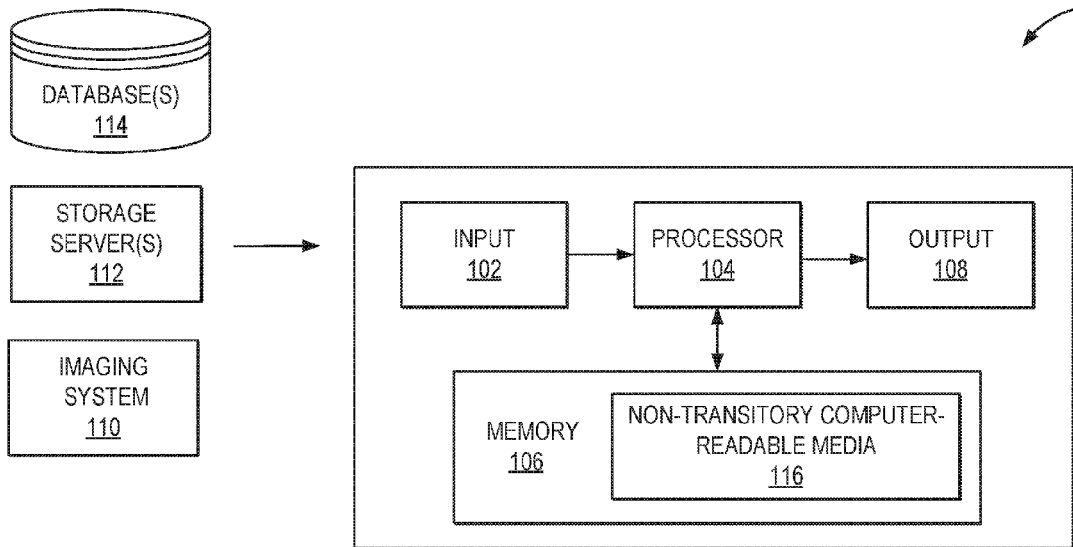 DATABASE(S)
114
STORAGE
SERVER(S)
112
IMAGING
SYSTEM
110
INPUT
102
PROCESSOR
104
OUTPUT
108
MEMORY
106
NON-TRANSITORY COMPUTER-
READABLE MEDIA
116